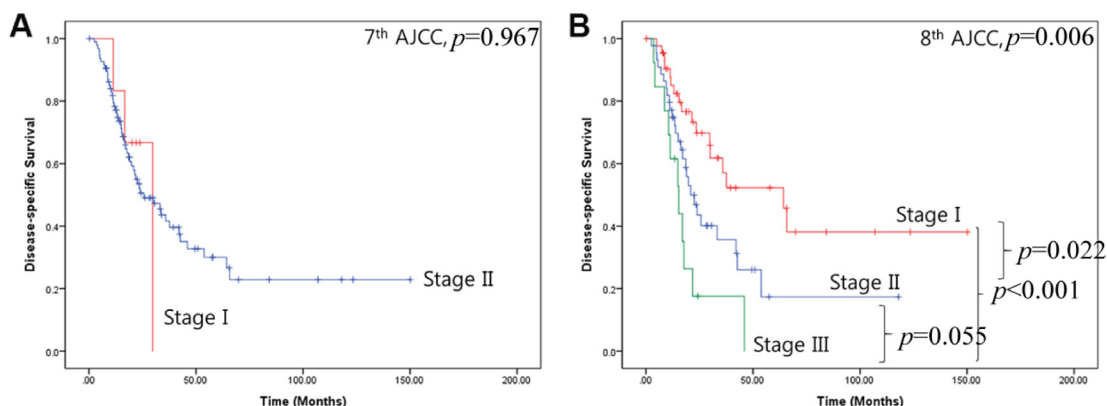 A
7th AJCC, p=0.967
Disease-specific Survival
1.0
0.8
0.6
0.4
0.2
0.0
Stage II
Stage I
.00 50.00 100.00 150.00 200.00
Time (Months)
B
8th AJCC, p=0.006
Disease-specific Survival
1.0
0.8
0.6
0.4
0.2
0.0
Stage I
p=0.022
Stage II
p<0.001
p=0.055
Stage III
.00 50.00 100.00 150.00 200.00
Time (Months)